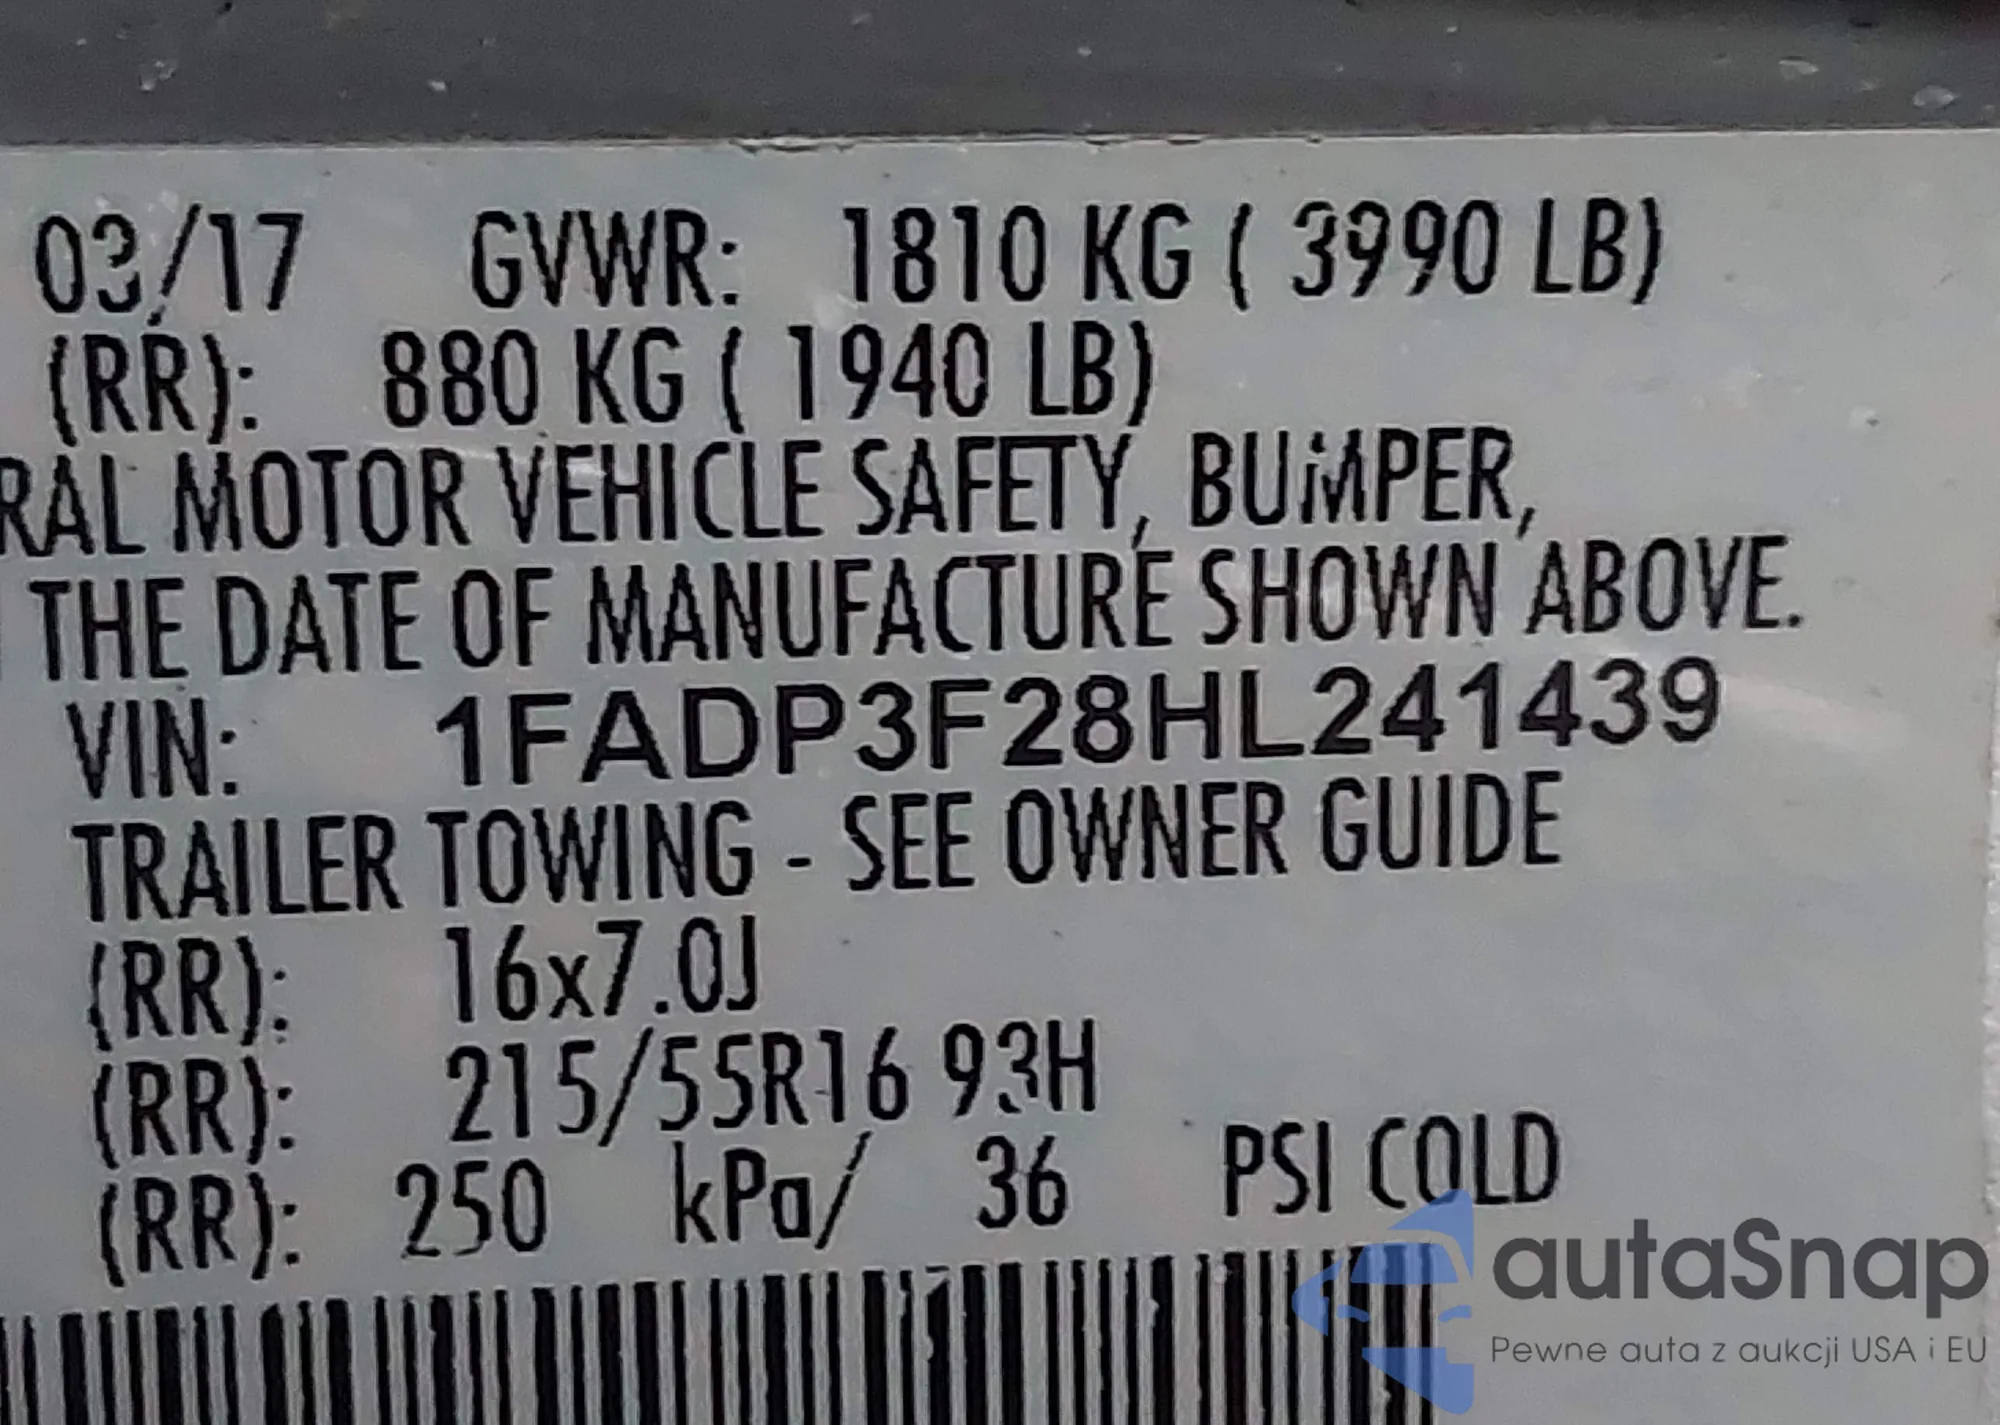 03/17 GVWR: 1810 KG ( 3990 LB)
(RR): 880 KG ( 1940 LB)
RAL MOTOR VEHICLE SAFETY, BUMPER,
THE DATE OF MANUFACTURE SHOWN ABOVE.
VIN: 1FADP3F28HL241439
TRAILER TOWING - SEE OWNER GUIDE
(RR): 16x7.0J
(RR): 215/55R16 93H
(RR): 250 kPa/ 36 PSI COLD
autaSnap
Pewne auta z aukcji USA i EU